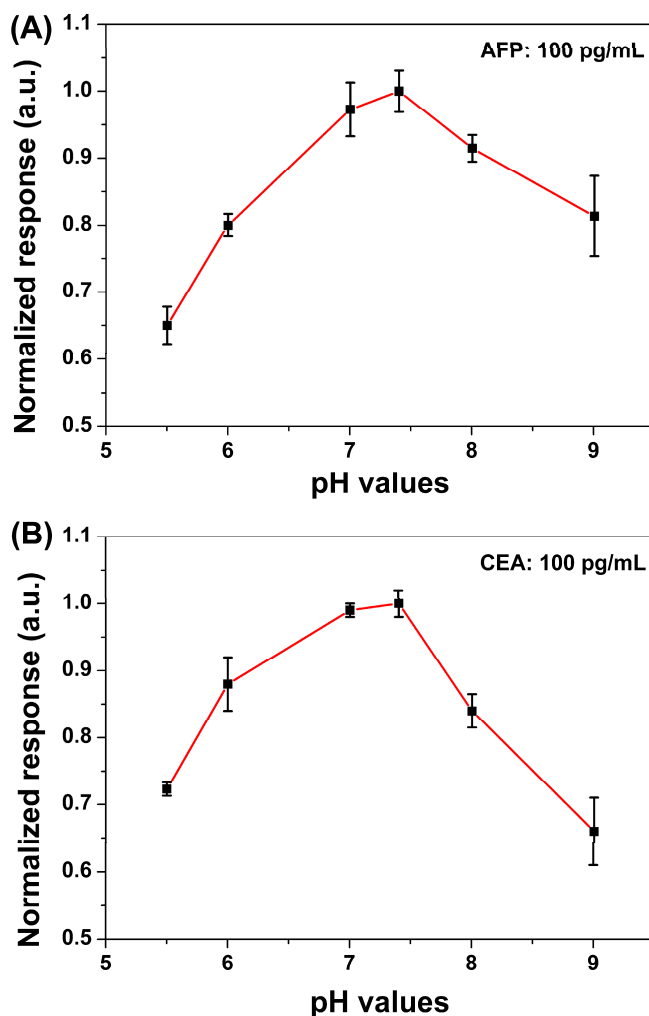 (A)
AFP: 100 pg/mL
Normalized response (a.u.)
1.1
1.0
0.9
0.8
0.7
0.6
0.5
5 6 7 8 9
pH values
(B)
CEA: 100 pg/mL
Normalized response (a.u.)
1.1
1.0
0.9
0.8
0.7
0.6
0.5
5 6 7 8 9
pH values